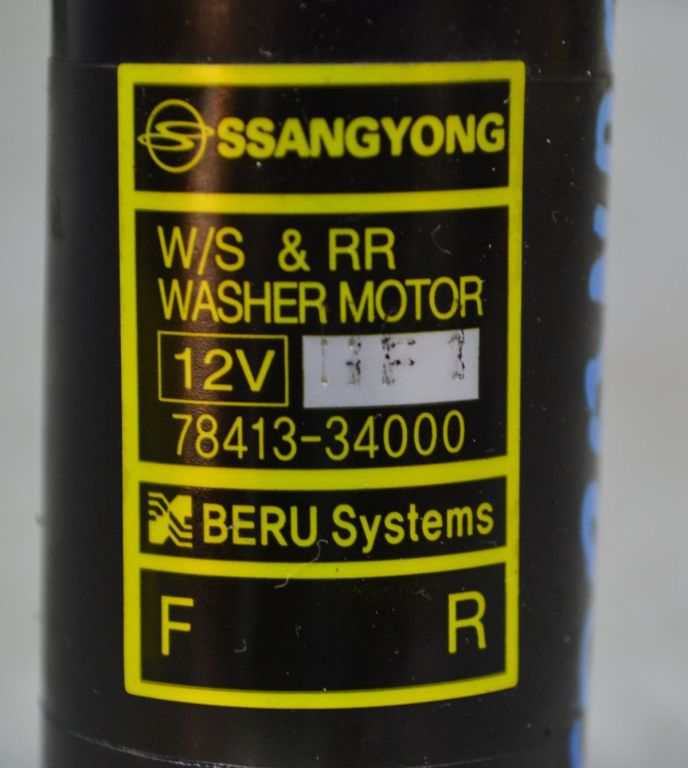 SSANGYONG
W/S & RR
WASHER MOTOR
12V
78413-34000
BERU Systems
F R